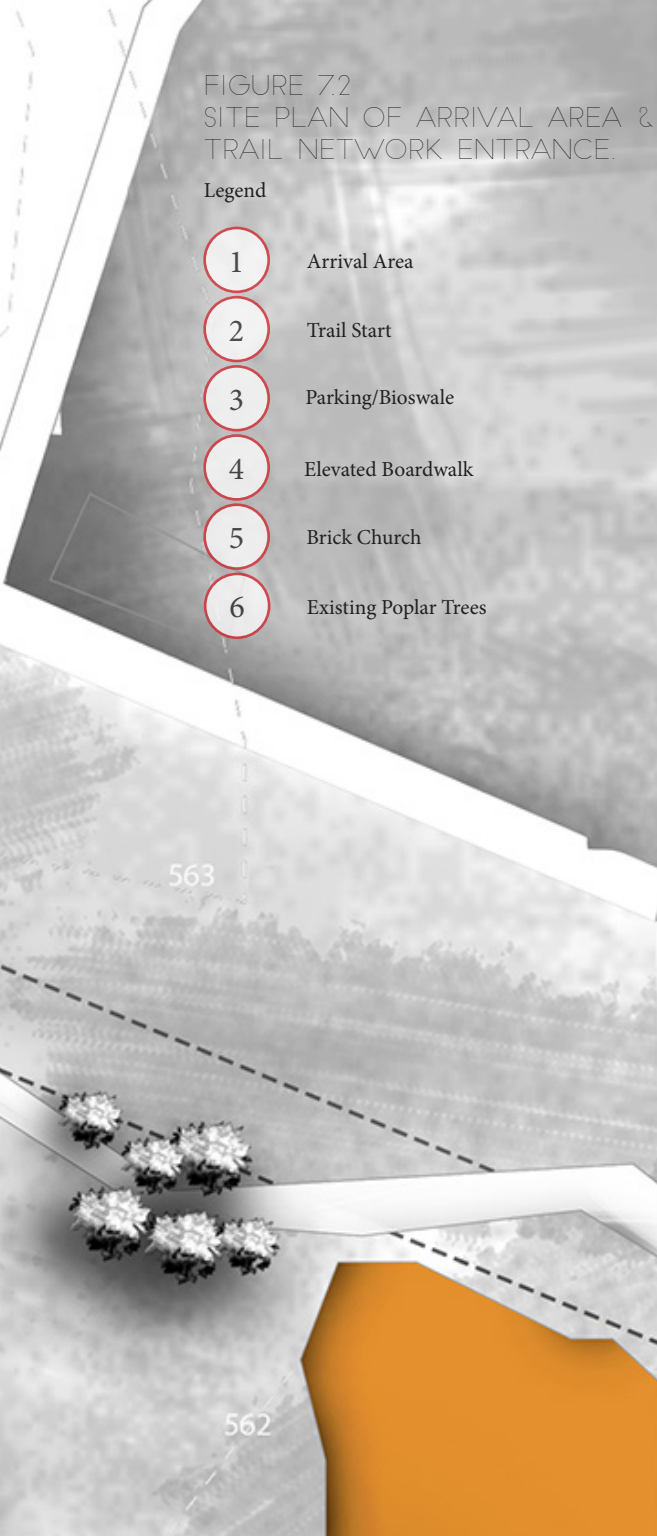 FIGURE 7.2
SITE PLAN OF ARRIVAL AREA &
TRAIL NETWORK ENTRANCE.
Legend
1 Arrival Area
2 Trail Start
3 Parking/Bioswale
4 Elevated Boardwalk
5 Brick Church
6 Existing Poplar Trees
563
562